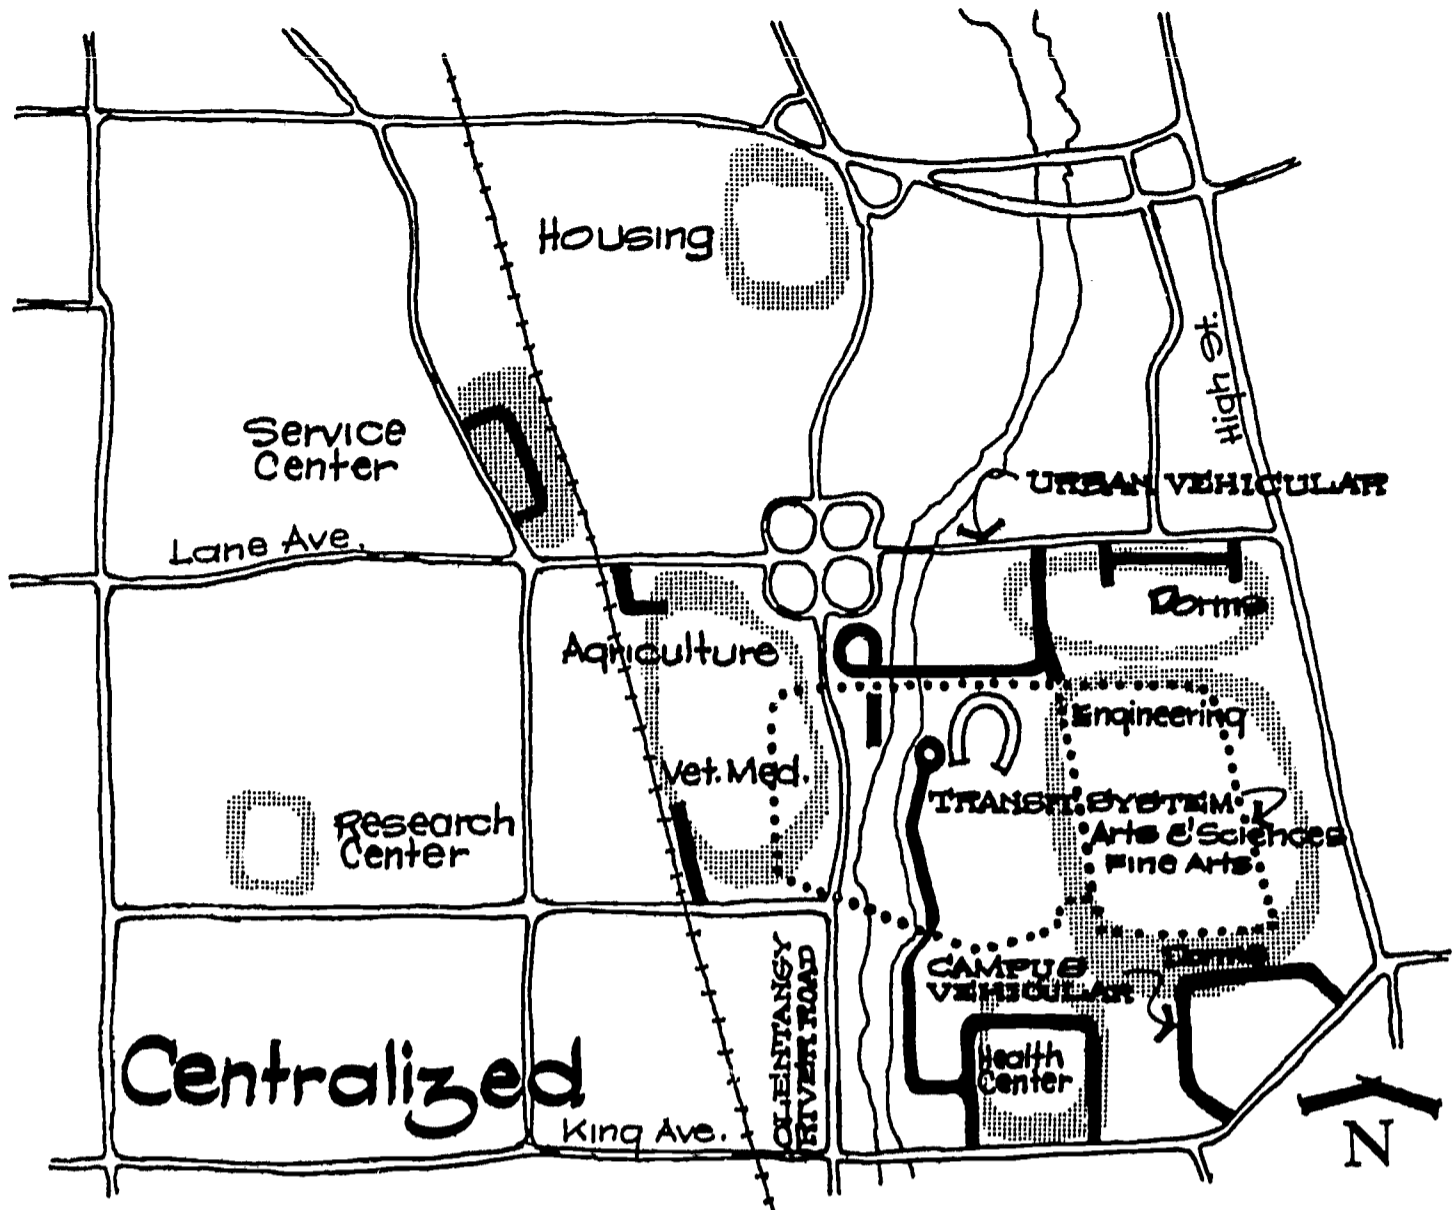 Housing
High St.
Service
Center
URBAN VEHICULAR
Lane Ave.
Dorms
Agriculture
Engineering
Vet. Med.
TRANSIT SYSTEM
Research
Center
Arts & Sciences
Fine Arts
Dorms
CAMPUS
VEHICULAR
OLENTANGY
RIVER ROAD
Centralized
Health
Center
King Ave.
N